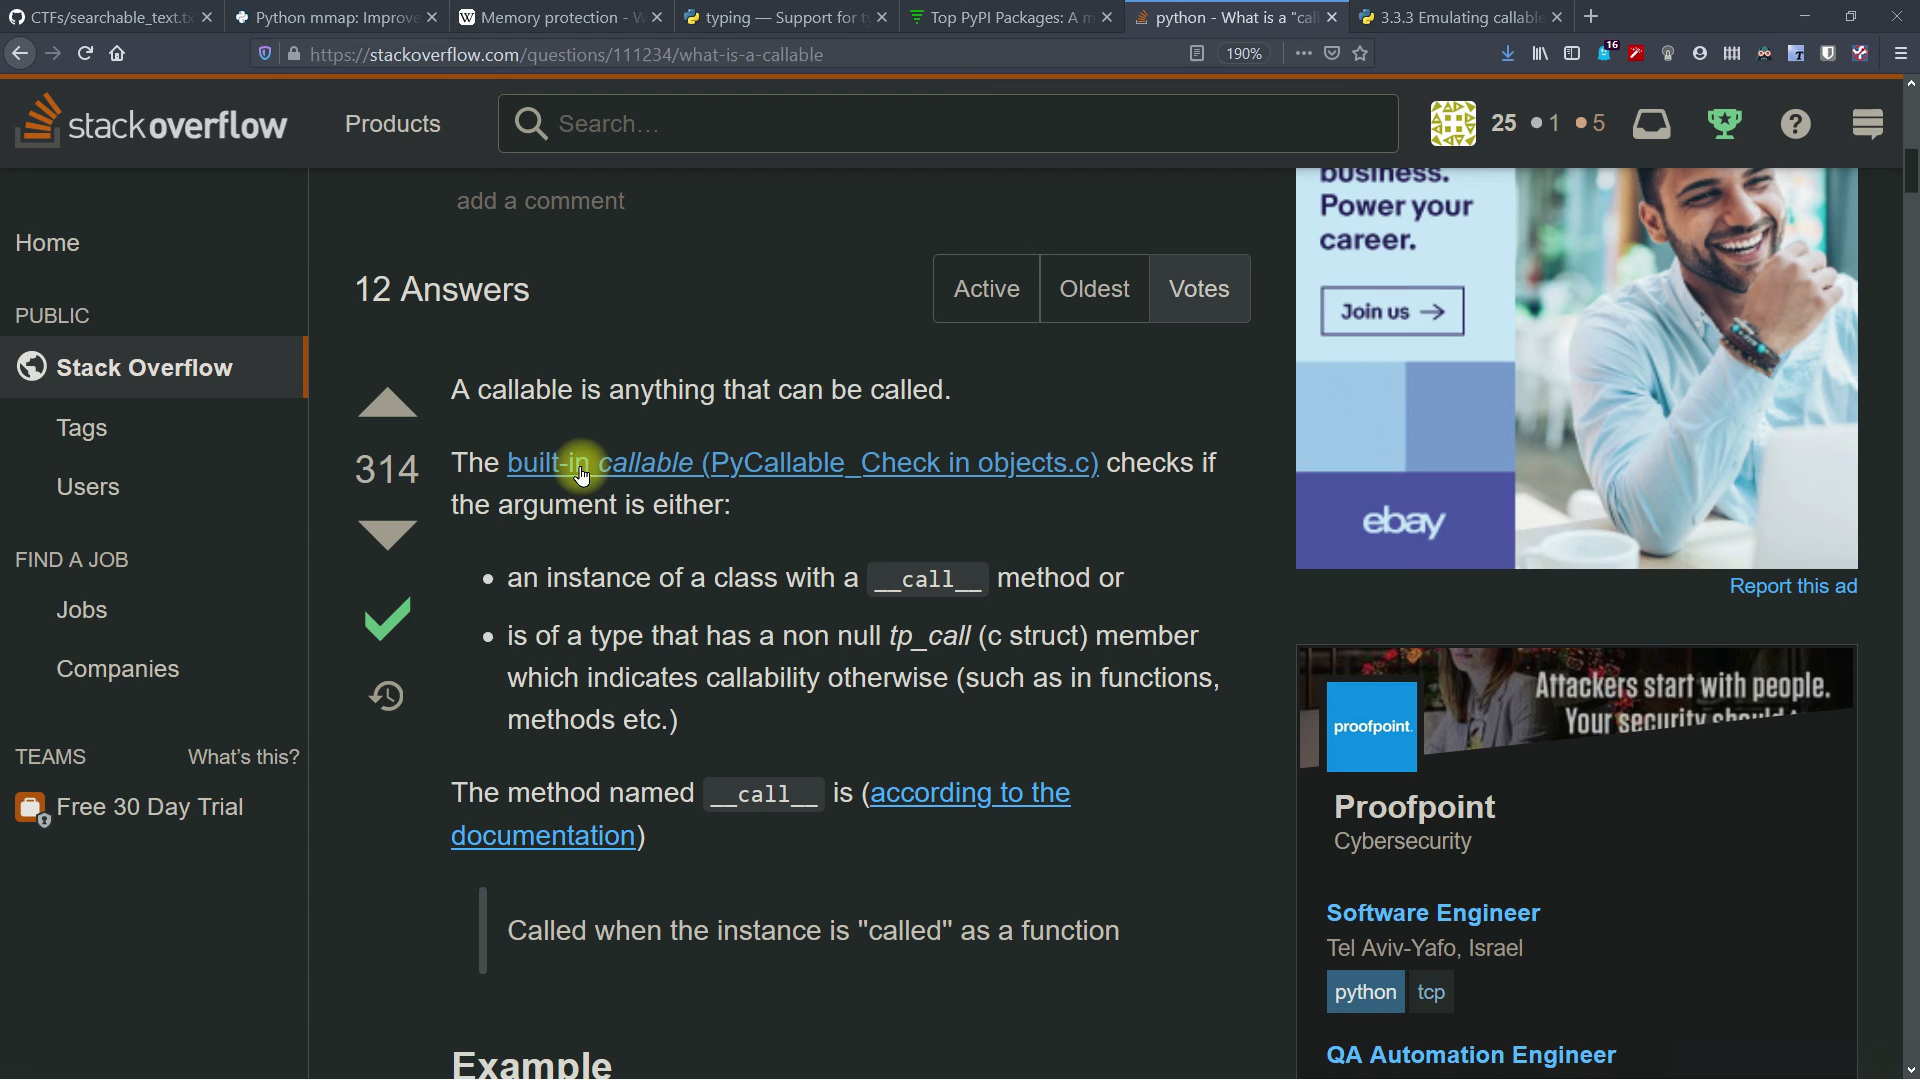 CTFs/searchable_text.tx
Python mmap: Improve
Memory protection - W
typing — Support for t
Top PyPI Packages: A m
python - What is a "call
3.3.3 Emulating callable
https://stackoverflow.com/questions/111234/what-is-a-callable
190%
16
stackoverflow
Products
Search…
25
1
5
add a comment
business.
Power your
career.
Join us →
ebay
Report this ad
Home
PUBLIC
Stack Overflow
Tags
Users
FIND A JOB
Jobs
Companies
TEAMS
What's this?
Free 30 Day Trial
12 Answers
Active
Oldest
Votes
314
A callable is anything that can be called.
The built-in callable (PyCallable_Check in objects.c) checks if
the argument is either:
• an instance of a class with a __call__ method or
• is of a type that has a non null tp_call (c struct) member
which indicates callability otherwise (such as in functions,
methods etc.)
The method named __call__ is (according to the
documentation)
Called when the instance is "called" as a function
Example
Attackers start with people.
Your security should
proofpoint.
Proofpoint
Cybersecurity
Software Engineer
Tel Aviv-Yafo, Israel
python
tcp
QA Automation Engineer